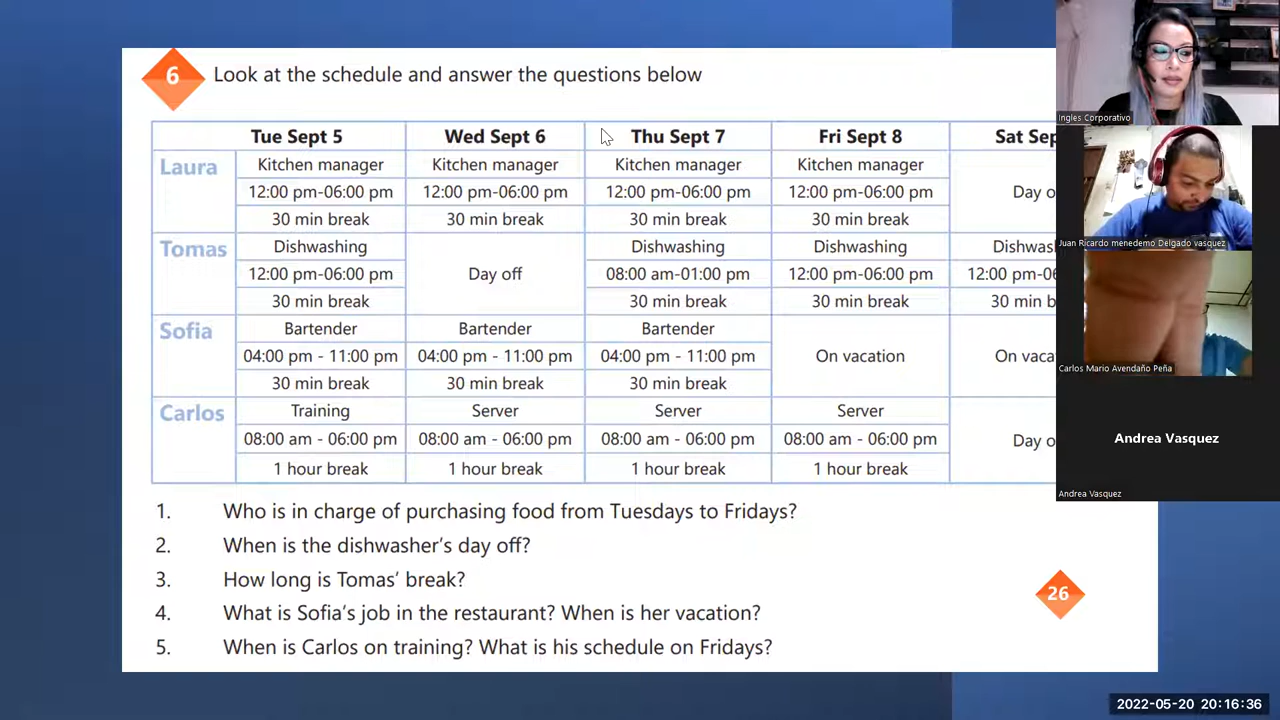 6 Look at the schedule and answer the questions below
Tue Sept 5 Wed Sept 6 Thu Sept 7 Fri Sept 8 Sat
Laura Kitchen manager Kitchen manager Kitchen manager Kitchen manager
12:00 pm-06:00 pm 12:00 pm-06:00 pm 12:00 pm-06:00 pm 12:00 pm-06:00 pm Day
30 min break 30 min break 30 min break 30 min break
Tomas Dishwashing Dishwashing Dishwashing
12:00 pm-06:00 pm Day off 08:00 am-01:00 pm 12:00 pm-06:00 pm 12:00
30 min break 30 min break 30 min break 30 min
Sofia Bartender Bartender Bartender
04:00 pm - 11:00 pm 04:00 pm - 11:00 pm 04:00 pm - 11:00 pm On vacation On
30 min break 30 min break 30 min break
Carlos Training Server Server Server
08:00 am - 06:00 pm 08:00 am - 06:00 pm 08:00 am - 06:00 pm 08:00 am - 06:00 pm Day
1 hour break 1 hour break 1 hour break 1 hour break
1. Who is in charge of purchasing food from Tuesdays to Fridays?
2. When is the dishwasher's day off?
3. How long is Tomas' break?
4. What is Sofia's job in the restaurant? When is her vacation?
5. When is Carlos on training? What is his schedule on Fridays?
26
Ingles Corporativo
Juan Ricardo menedemo Delgado vasquez
Carlos Mario Avendaño Peña
Andrea Vasquez
Andrea Vasquez
2022-05-20 20:16:36